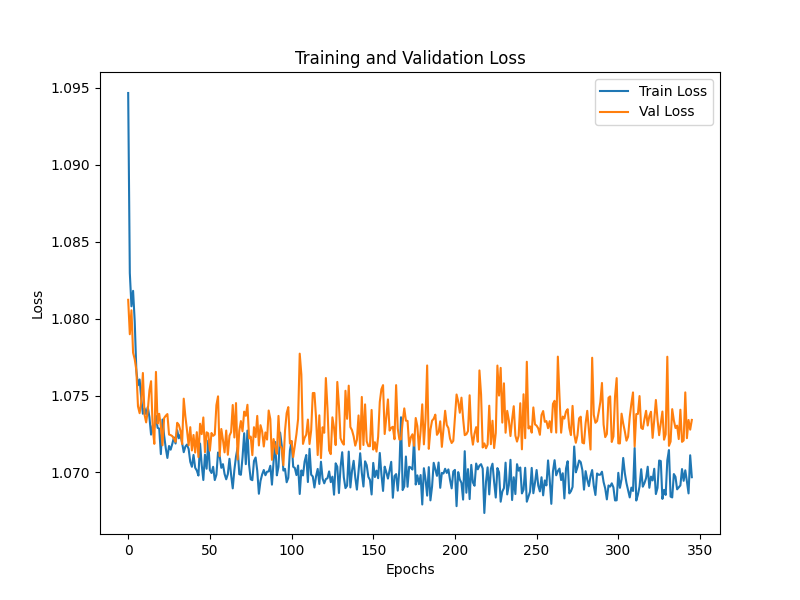 Training and Validation Loss
1.095
1.090
1.085
1.080
1.075
1.070
Loss
Train Loss
Val Loss
0 50 100 150 200 250 300 350
Epochs